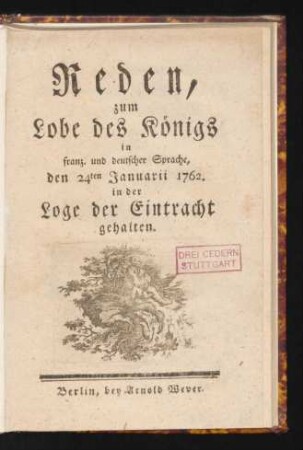 Reden,
zum
Lobe des Königs
in
franz. und deutscher Sprache,
den 24ten Januarii 1762.
in der
Loge der Eintracht
gehalten.
DREI CEDERN
STUTTGART
Berlin, bey Arnold Wever.